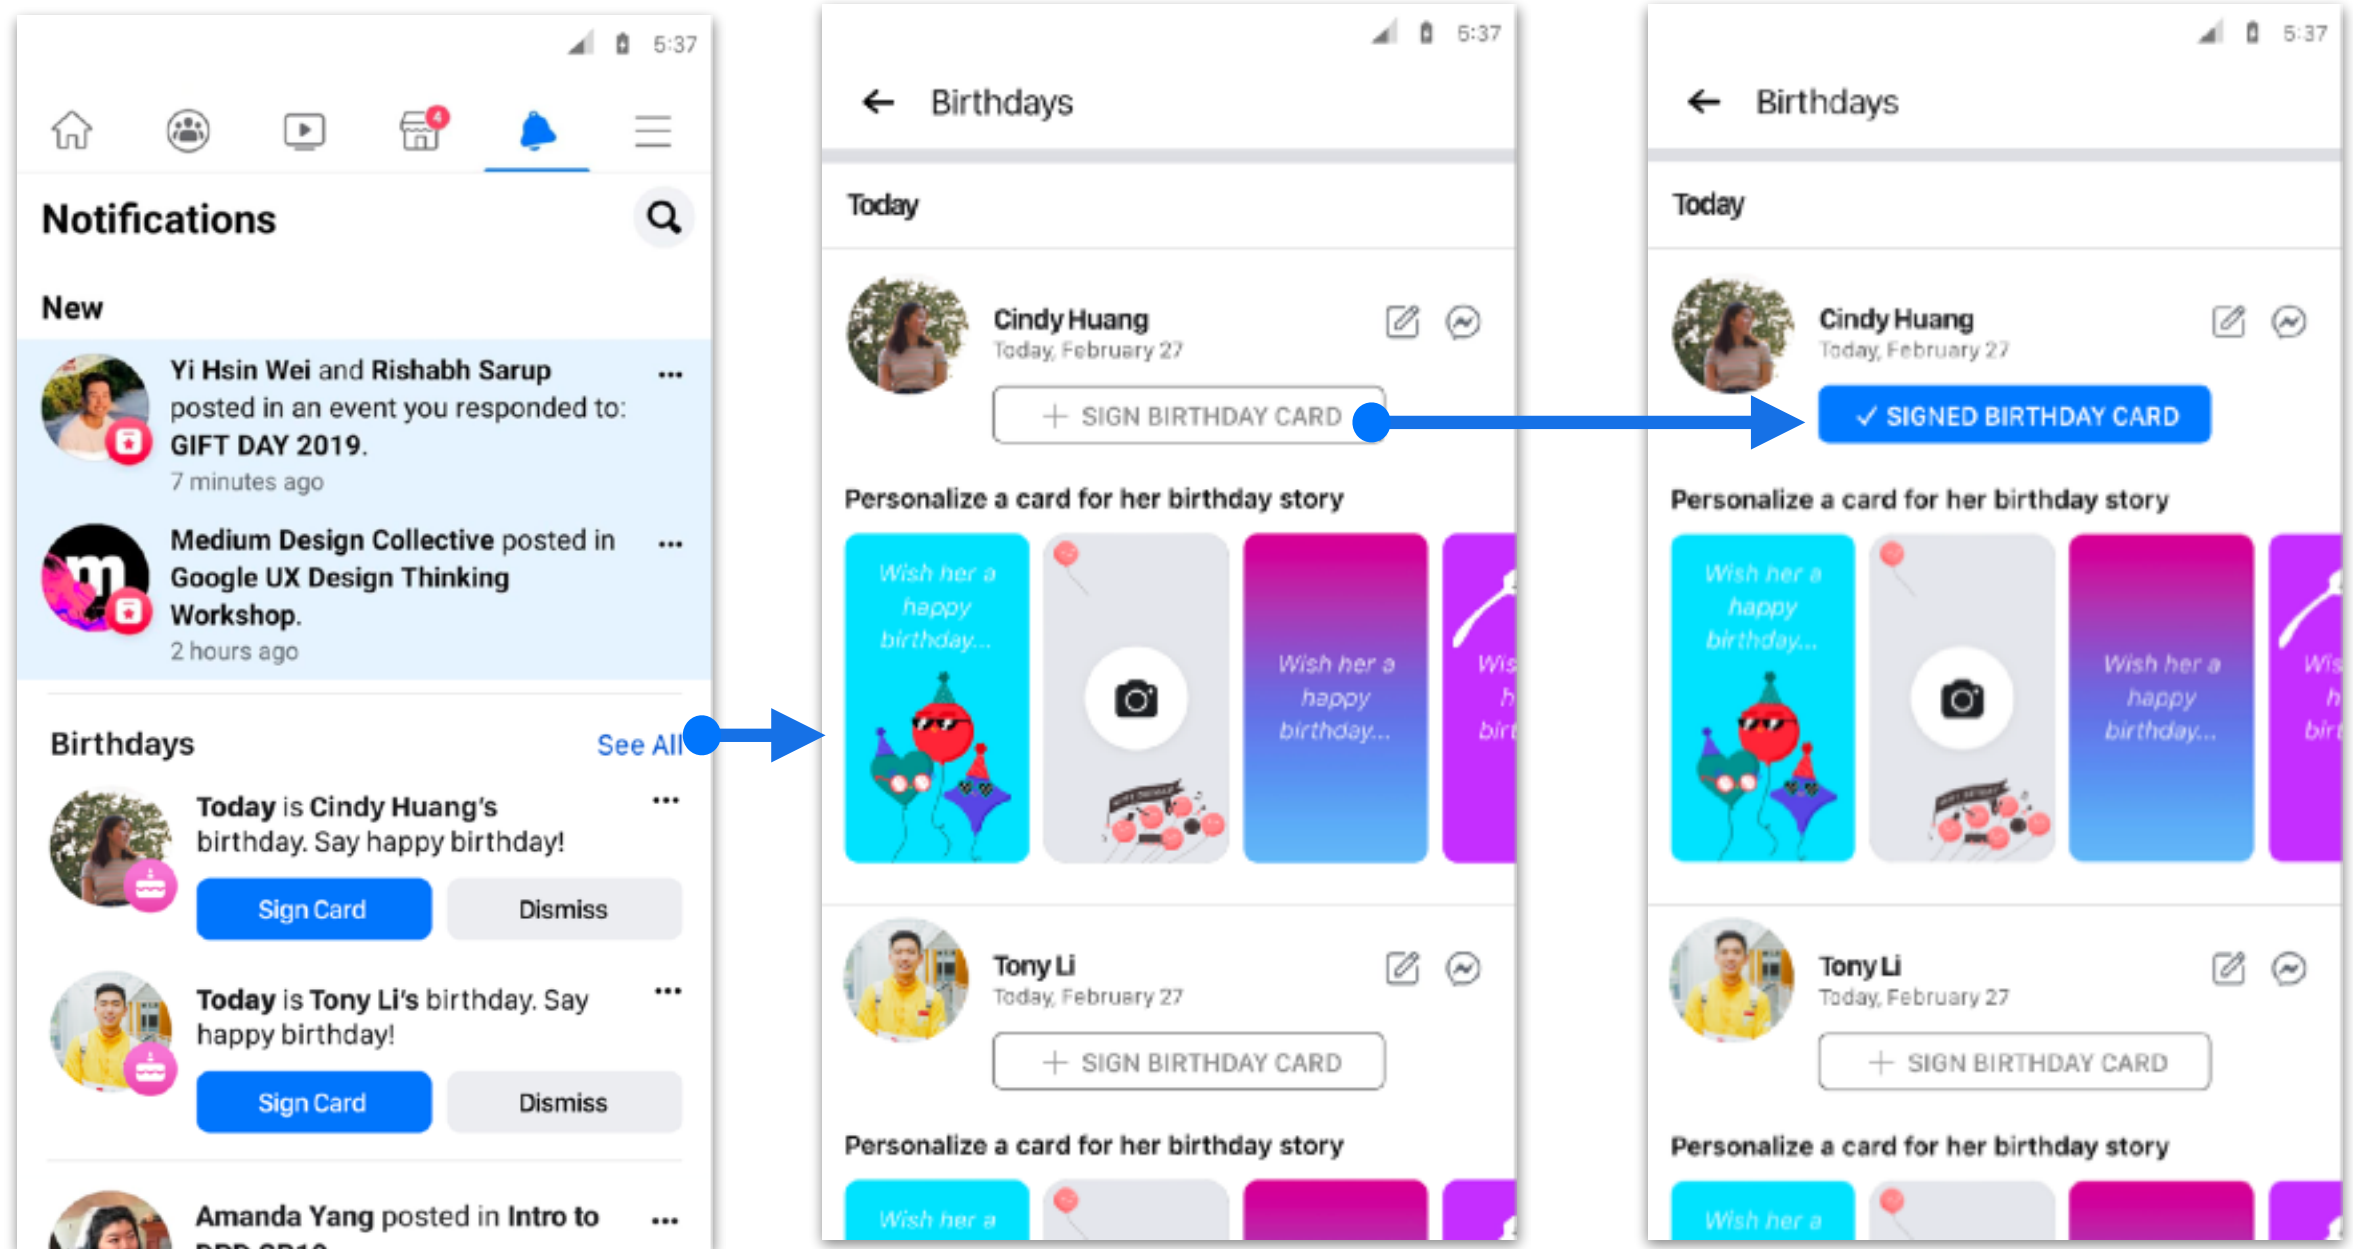 5:37
4
Notifications
New
Yi Hsin Wei and Rishabh Sarup
posted in an event you responded to:
GIFT DAY 2019.
7 minutes ago
m
Medium Design Collective posted in
Google UX Design Thinking
Workshop.
2 hours ago
Birthdays
See All
Today is Cindy Huang's
birthday. Say happy birthday!
Sign Card
Dismiss
Today is Tony Li's birthday. Say
happy birthday!
Sign Card
Dismiss
Amanda Yang posted in Intro to
5:37
Birthdays
Today
Cindy Huang
Today, February 27
+ SIGN BIRTHDAY CARD
Personalize a card for her birthday story
Wish her a
happy
birthday...
Wish her a
happy
birthday...
Wis
h
birt
Tony Li
Today, February 27
+ SIGN BIRTHDAY CARD
Personalize a card for her birthday story
Wish her a
5:37
Birthdays
Today
Cindy Huang
Today, February 27
✓ SIGNED BIRTHDAY CARD
Personalize a card for her birthday story
Wish her a
happy
birthday...
Wish her a
happy
birthday...
Wis
h
birt
Tony Li
Today, February 27
+ SIGN BIRTHDAY CARD
Personalize a card for her birthday story
Wish her a